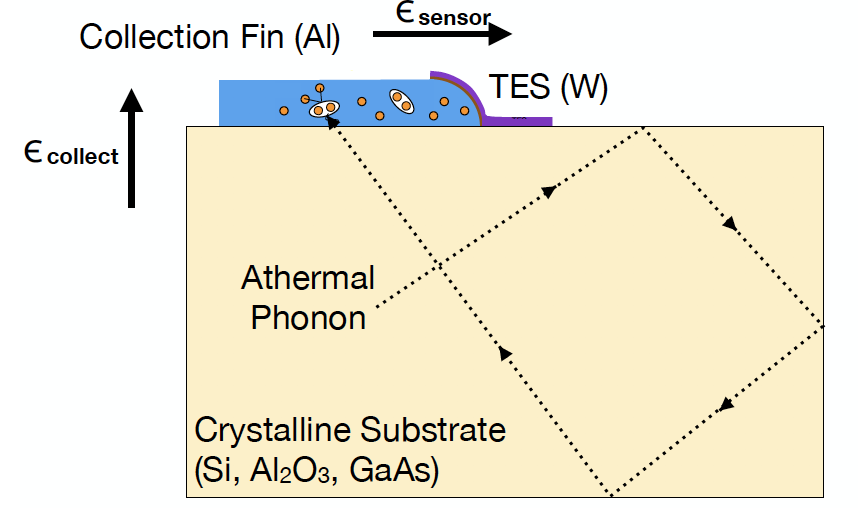 Collection Fin (Al)
ϵsensor
TES (W)
ϵcollect
Athermal
Phonon
Crystalline Substrate
(Si, Al₂O₃, GaAs)